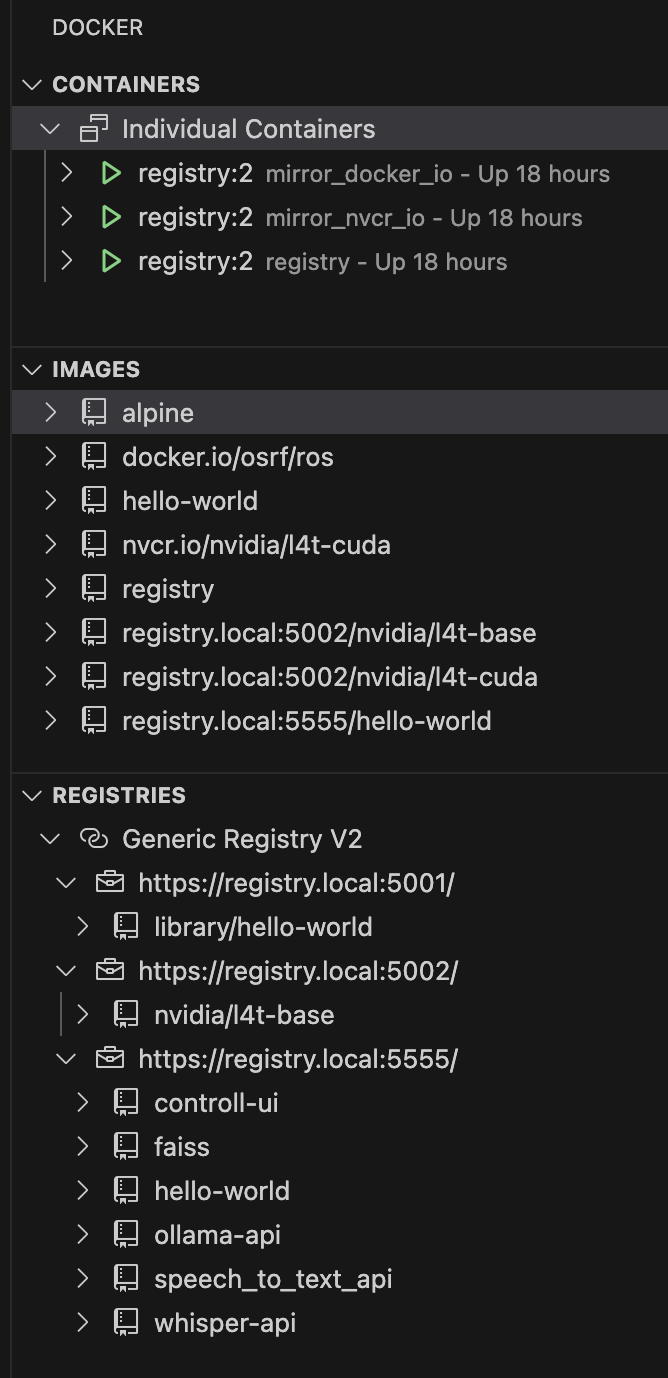 DOCKER
CONTAINERS
Individual Containers
registry:2 mirror_docker_io - Up 18 hours
registry:2 mirror_nvcr_io - Up 18 hours
registry:2 registry - Up 18 hours
IMAGES
alpine
docker.io/osrf/ros
hello-world
nvcr.io/nvidia/l4t-cuda
registry
registry.local:5002/nvidia/l4t-base
registry.local:5002/nvidia/l4t-cuda
registry.local:5555/hello-world
REGISTRIES
Generic Registry V2
https://registry.local:5001/
library/hello-world
https://registry.local:5002/
nvidia/l4t-base
https://registry.local:5555/
controll-ui
faiss
hello-world
ollama-api
speech_to_text_api
whisper-api